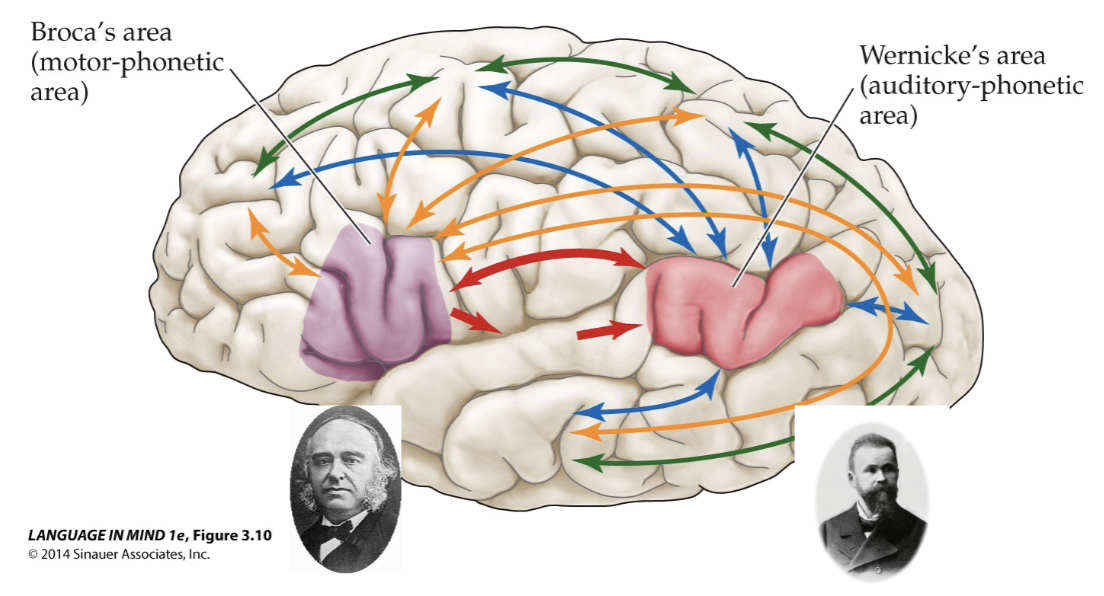 Broca’s area
(motor-phonetic
area)
Wernicke’s area
(auditory-phonetic
area)
LANGUAGE IN MIND 1e, Figure 3.10
© 2014 Sinauer Associates, Inc.